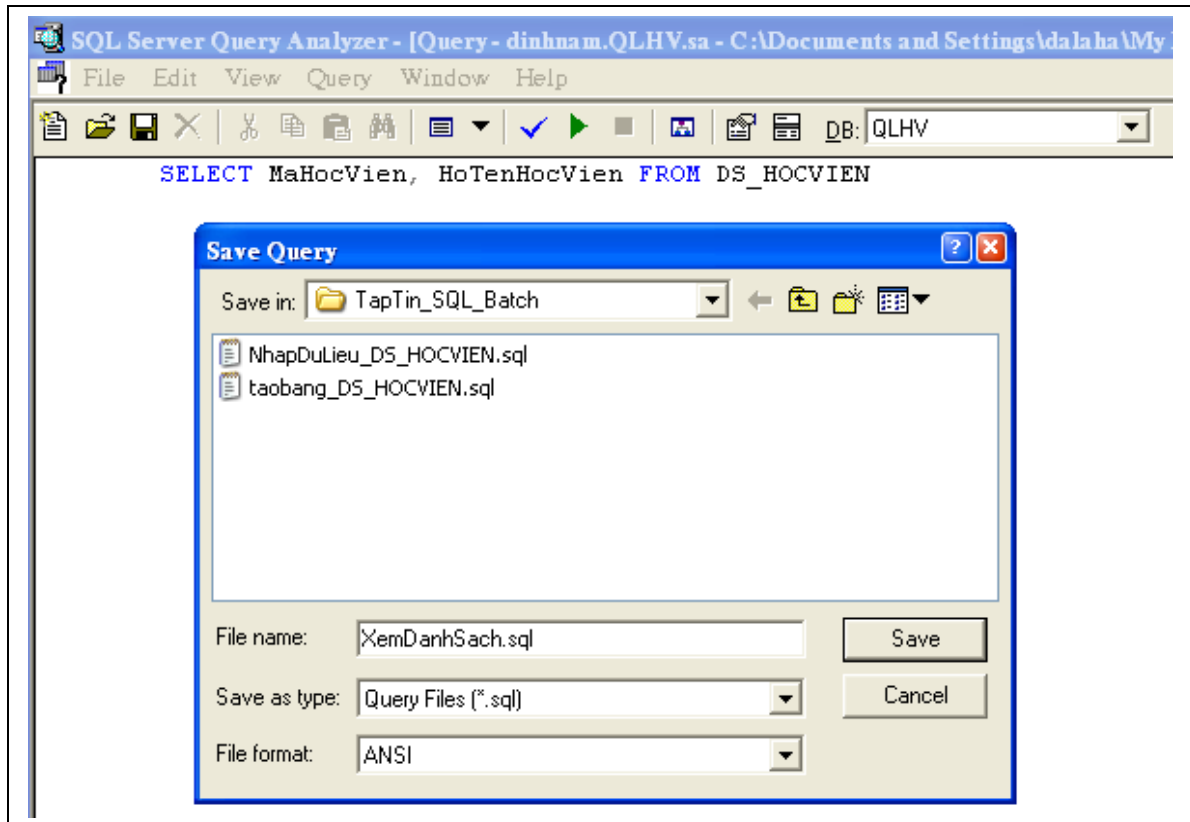 SQL Server Query Analyzer - [Query - dinhnam.QLHV.sa - C:\Documents and Settings\dalaha\My
File Edit View Query Window Help
DB: QLHV
SELECT MaHocVien, HoTenHocVien FROM DS_HOCVIEN
Save Query
Save in: TapTin_SQL_Batch
NhapDuLieu_DS_HOCVIEN.sql
taobang_DS_HOCVIEN.sql
File name: XemDanhSach.sql Save
Save as type: Query Files (*.sql) Cancel
File format: ANSI